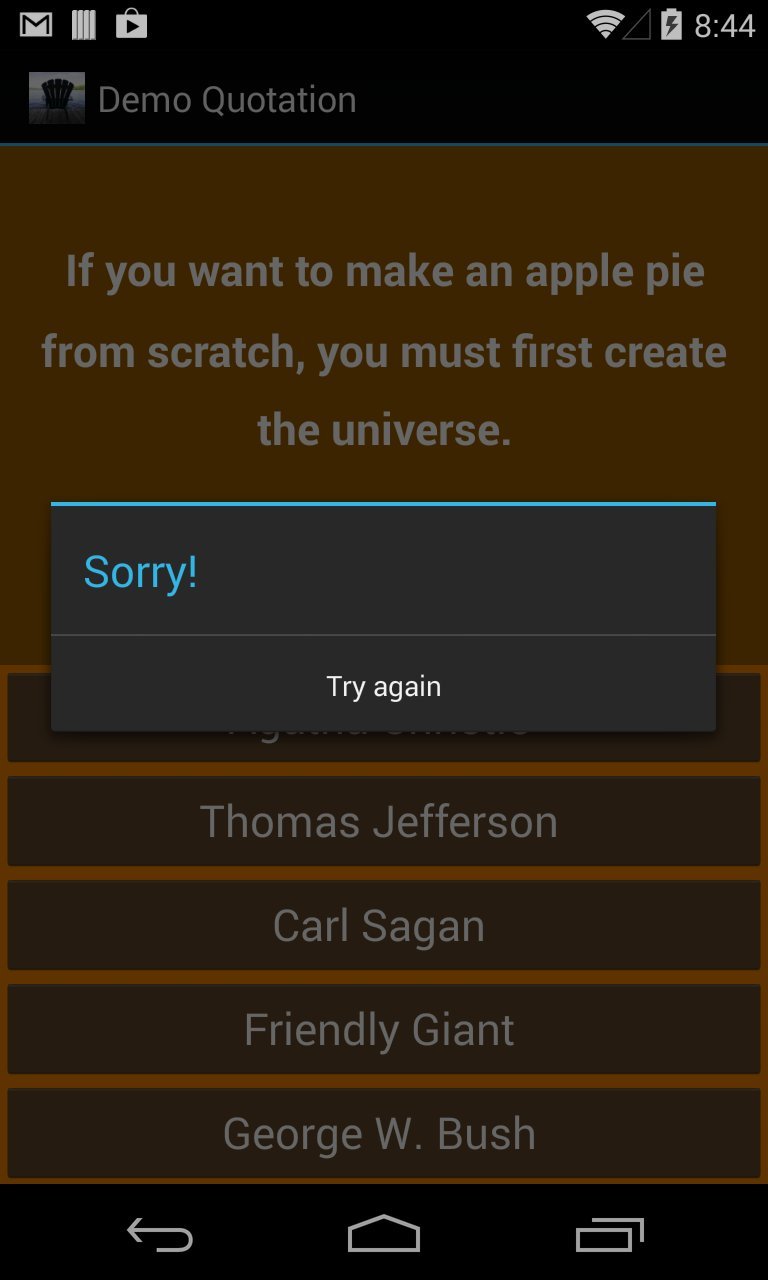 8:44
Demo Quotation
If you want to make an apple pie
from scratch, you must first create
the universe.
Sorry!
Try again
Thomas Jefferson
Carl Sagan
Friendly Giant
George W. Bush